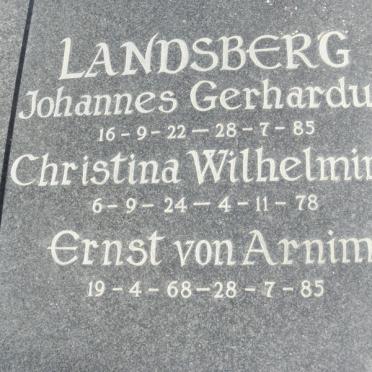 LANDSBERG
Johannes Gerhardu
16-9-22-28-7-85
Christina Wilhelmin
6-9-24-4-11-78
Ernst von Arnim
19-4-68-28-7-85